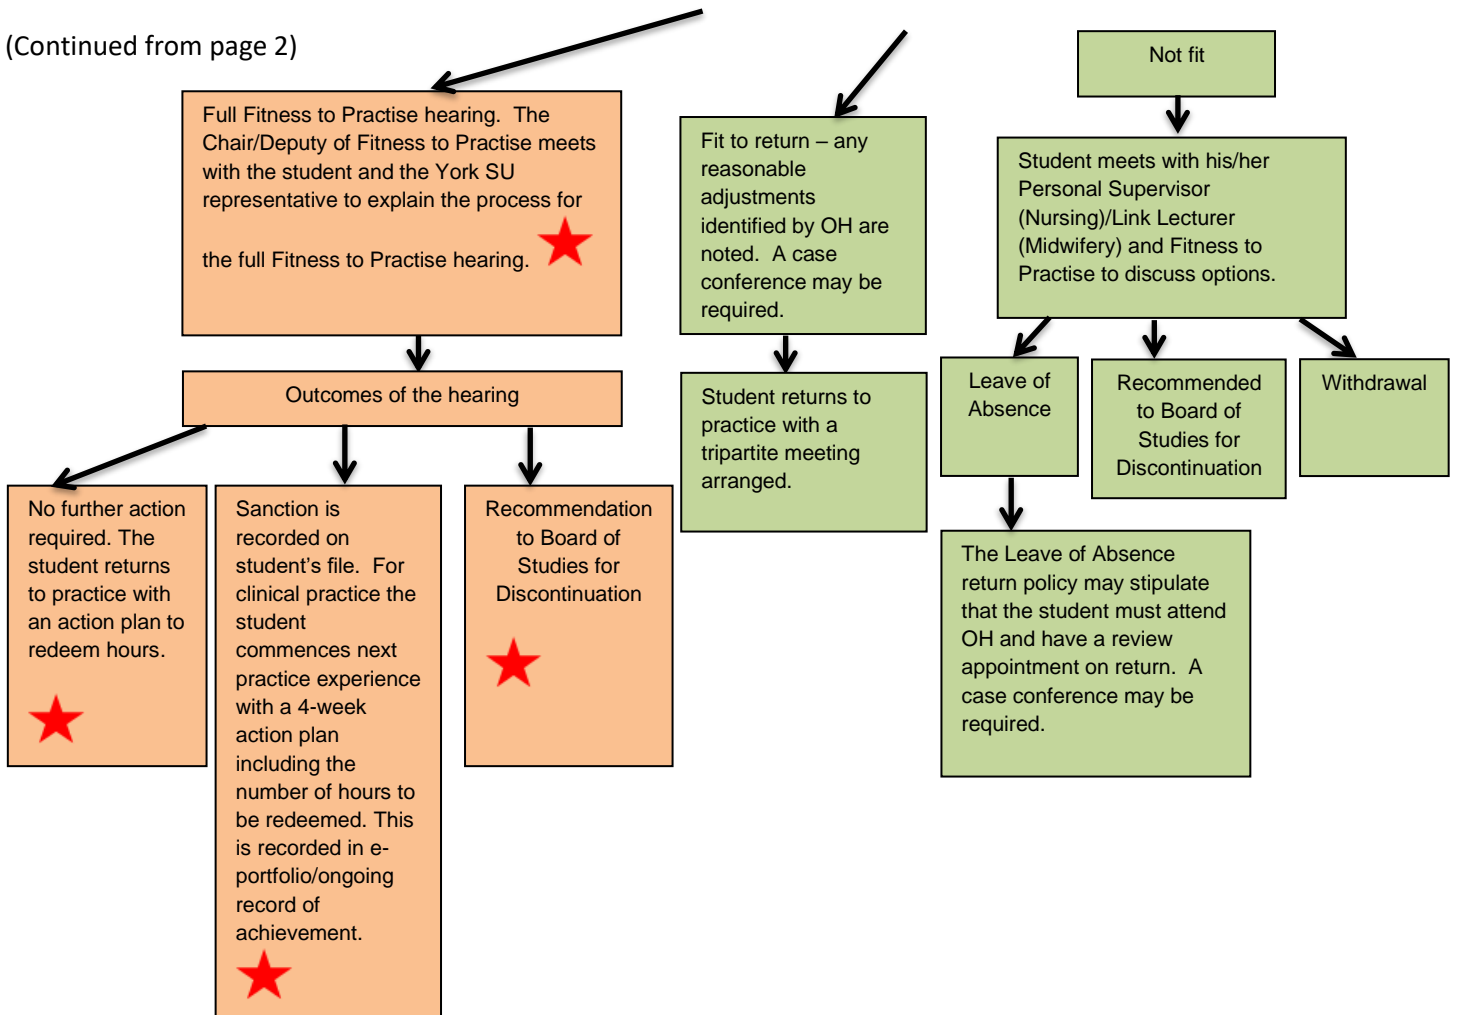 (Continued from page 2)
Full Fitness to Practise hearing.  The
Chair/Deputy of Fitness to Practise meets
with the student and the York SU
representative to explain the process for
the full Fitness to Practise hearing.
Outcomes of the hearing
No further action
required. The
student returns
to practice with
an action plan to
redeem hours.
Sanction is
recorded on
student’s file.  For
clinical practice the
student
commences next
practice experience
with a 4-week
action plan
including the
number of hours to
be redeemed. This
is recorded in e-
portfolio/ongoing
record of
achievement.
Recommendation
to Board of
Studies for
Discontinuation
Fit to return – any
reasonable
adjustments
identified by OH are
noted.  A case
conference may be
required.
Student returns to
practice with a
tripartite meeting
arranged.
Not fit
Student meets with his/her
Personal Supervisor
(Nursing)/Link Lecturer
(Midwifery) and Fitness to
Practise to discuss options.
Leave of
Absence
Recommended
to Board of
Studies for
Discontinuation
Withdrawal
The Leave of Absence
return policy may stipulate
that the student must attend
OH and have a review
appointment on return.  A
case conference may be
required.